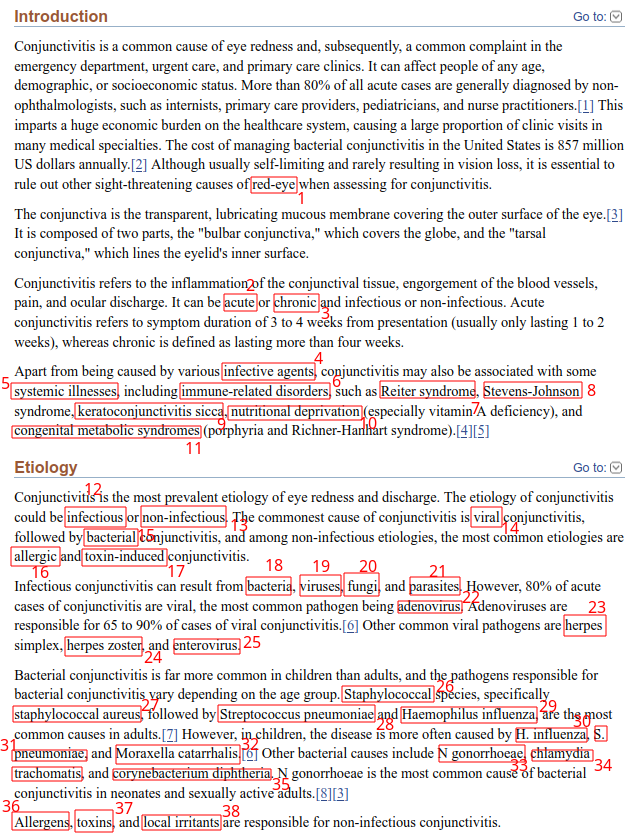 Introduction Go to:
Conjunctivitis is a common cause of eye redness and, subsequently, a common complaint in the
emergency department, urgent care, and primary care clinics. It can affect people of any age,
demographic, or socioeconomic status. More than 80% of all acute cases are generally diagnosed by non-
ophthalmologists, such as internists, primary care providers, pediatricians, and nurse practitioners.[1] This
imparts a huge economic burden on the healthcare system, causing a large proportion of clinic visits in
many medical specialties. The cost of managing bacterial conjunctivitis in the United States is 857 million
US dollars annually.[2] Although usually self-limiting and rarely resulting in vision loss, it is essential to
rule out other sight-threatening causes of red-eye when assessing for conjunctivitis.
1
The conjunctiva is the transparent, lubricating mucous membrane covering the outer surface of the eye.[3]
It is composed of two parts, the "bulbar conjunctiva," which covers the globe, and the "tarsal
conjunctiva," which lines the eyelid's inner surface.
Conjunctivitis refers to the inflammation of the conjunctival tissue, engorgement of the blood vessels,
2
pain, and ocular discharge. It can be acute or chronic and infectious or non-infectious. Acute
3
conjunctivitis refers to symptom duration of 3 to 4 weeks from presentation (usually only lasting 1 to 2
weeks), whereas chronic is defined as lasting more than four weeks.
4
Apart from being caused by various infective agents, conjunctivitis may also be associated with some
5 6
systemic illnesses, including immune-related disorders, such as Reiter syndrome, Stevens-Johnson 8
7
syndrome, keratoconjunctivitis sicca, nutritional deprivation (especially vitamin A deficiency), and
9 10
congenital metabolic syndromes (porphyria and Richner-Hanhart syndrome).[4][5]
11
Etiology Go to:
12
Conjunctivitis is the most prevalent etiology of eye redness and discharge. The etiology of conjunctivitis
could be infectious or non-infectious. The commonest cause of conjunctivitis is viral conjunctivitis,
13 14
followed by bacterial conjunctivitis, and among non-infectious etiologies, the most common etiologies are
15
allergic and toxin-induced conjunctivitis.
16 17
18 19 20 21
Infectious conjunctivitis can result from bacteria, viruses, fungi, and parasites. However, 80% of acute
cases of conjunctivitis are viral, the most common pathogen being adenovirus. Adenoviruses are
22 23
responsible for 65 to 90% of cases of viral conjunctivitis.[6] Other common viral pathogens are herpes
simplex, herpes zoster, and enterovirus. 25
24
Bacterial conjunctivitis is far more common in children than adults, and the pathogens responsible for
bacterial conjunctivitis vary depending on the age group. Staphylococcal species, specifically
26
27 29
staphylococcal aureus, followed by Streptococcus pneumoniae and Haemophilus influenza, are the most
28 30
common causes in adults.[7] However, in children, the disease is more often caused by H. influenza, S.
31 32
pneumoniae, and Moraxella catarrhalis.[6] Other bacterial causes include N gonorrhoeae, chlamydia
33 34
trachomatis, and corynebacterium diphtheria. N gonorrhoeae is the most common cause of bacterial
35
conjunctivitis in neonates and sexually active adults.[8][3]
36 37 38
Allergens, toxins, and local irritants are responsible for non-infectious conjunctivitis.